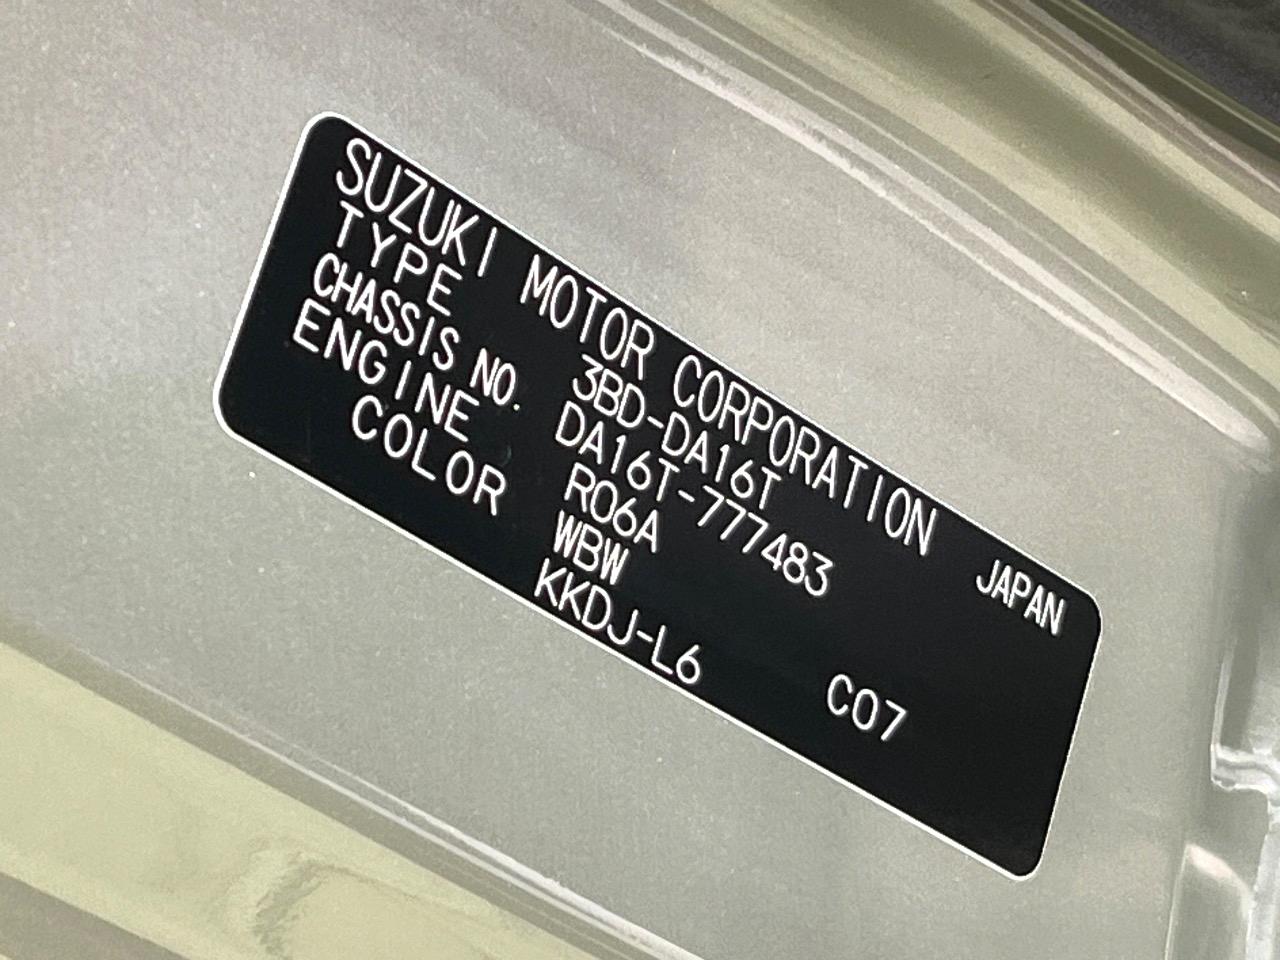 SUZUKI MOTOR CORPORATION JAPAN
TYPE 3BD-DA16T
CHASSIS NO. DA16T-777483
ENGINE R06A
COLOR WBW C07
KKDJ-L6